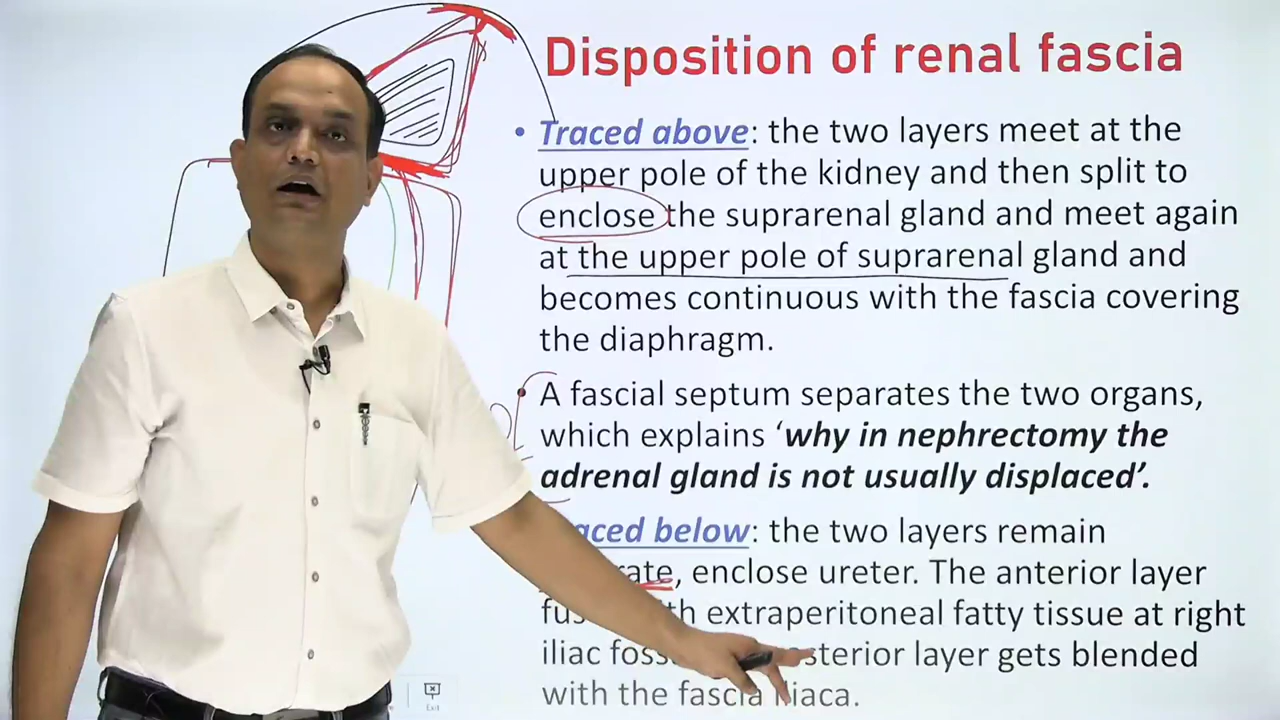 Disposition of renal fascia
• Traced above: the two layers meet at the
upper pole of the kidney and then split to
enclose the suprarenal gland and meet again
at the upper pole of suprarenal gland and
becomes continuous with the fascia covering
the diaphragm.
• A fascial septum separates the two organs,
which explains ‘why in nephrectomy the
adrenal gland is not usually displaced’.
below: the two layers remain
enclose ureter. The anterior layer
extraperitoneal fatty tissue at right
iliac layer gets blended
with the fascia iliaca.
Exit